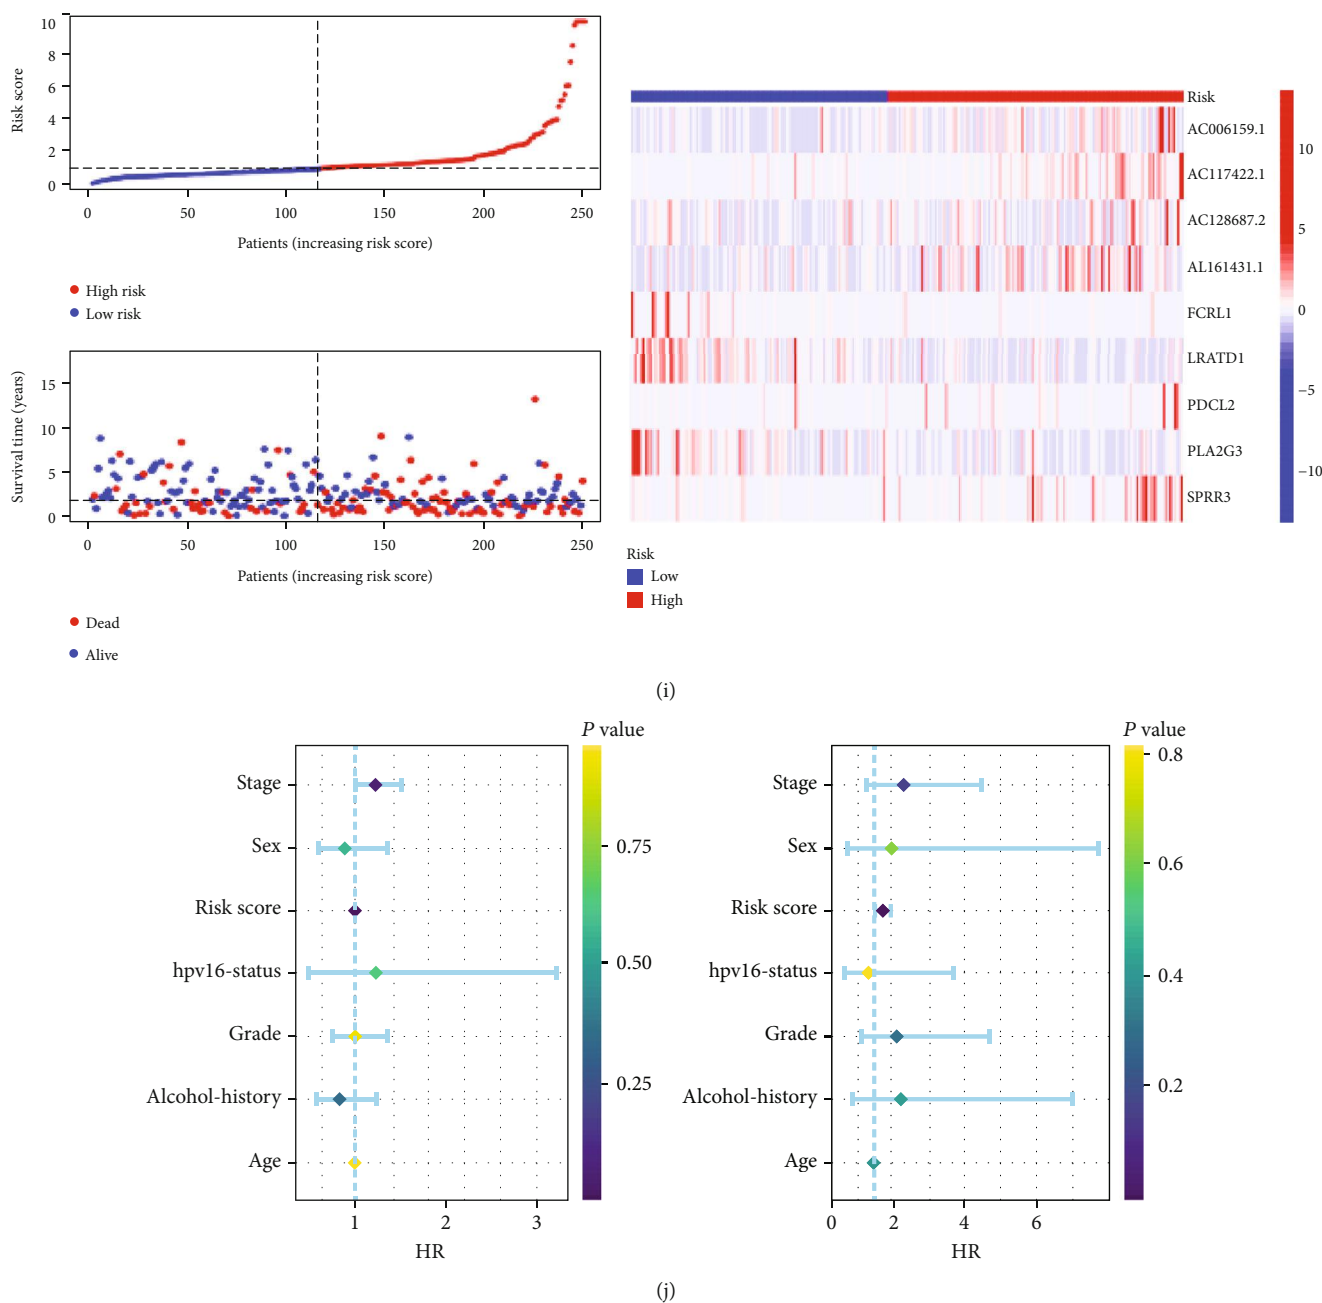 Risk score
10
8
6
4
2
0
0 50 100 150 200 250
Patients (increasing risk score)
High risk
Low risk
Survival time (years)
15
10
5
0
0 50 100 150 200 250
Patients (increasing risk score)
Dead
Alive
Risk
AC006159.1
AC117422.1
AC128687.2
AL161431.1
FCRL1
LRATD1
PDCL2
PLA2G3
SPRR3
10
5
0
−5
−10
Risk
Low
High
(i)
P value
Stage
Sex
Risk score
hpv16-status
Grade
Alcohol-history
Age
0.75
0.50
0.25
1 2 3
HR
P value
Stage
Sex
Risk score
hpv16-status
Grade
Alcohol-history
Age
0.8
0.6
0.4
0.2
0 2 4 6
HR
(j)